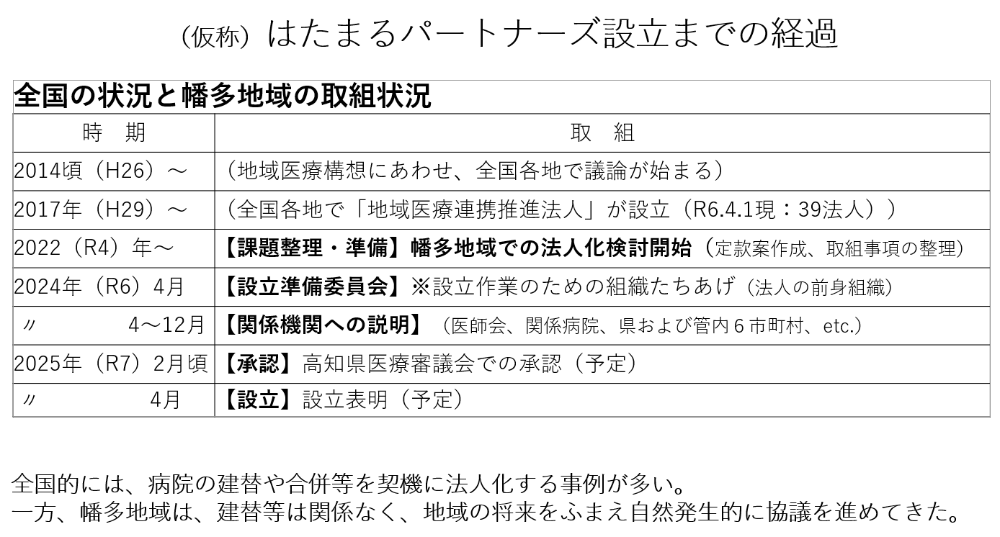 （仮称）はたまるパートナーズ設立までの経過
全国の状況と幡多地域の取組状況
時　期　取　組
2014頃（H26）～　（地域医療構想にあわせ、全国各地で議論が始まる）
2017年（H29）～　（全国各地で「地域医療連携推進法人」が設立（R6.4.1現：39法人））
2022（R4）年～　【課題整理・準備】幡多地域での法人化検討開始（定款案作成、取組事項の整理）
2024年（R6）4月　【設立準備委員会】※設立作業のための組織たちあげ（法人の前身組織）
〃　4～12月　【関係機関への説明】（医師会、関係病院、県および管内６市町村、etc.）
2025年（R7）2月頃　【承認】高知県医療審議会での承認（予定）
〃　4月　【設立】設立表明（予定）
全国的には、病院の建替や合併等を契機に法人化する事例が多い。
一方、幡多地域は、建替等は関係なく、地域の将来をふまえ自然発生的に協議を進めてきた。